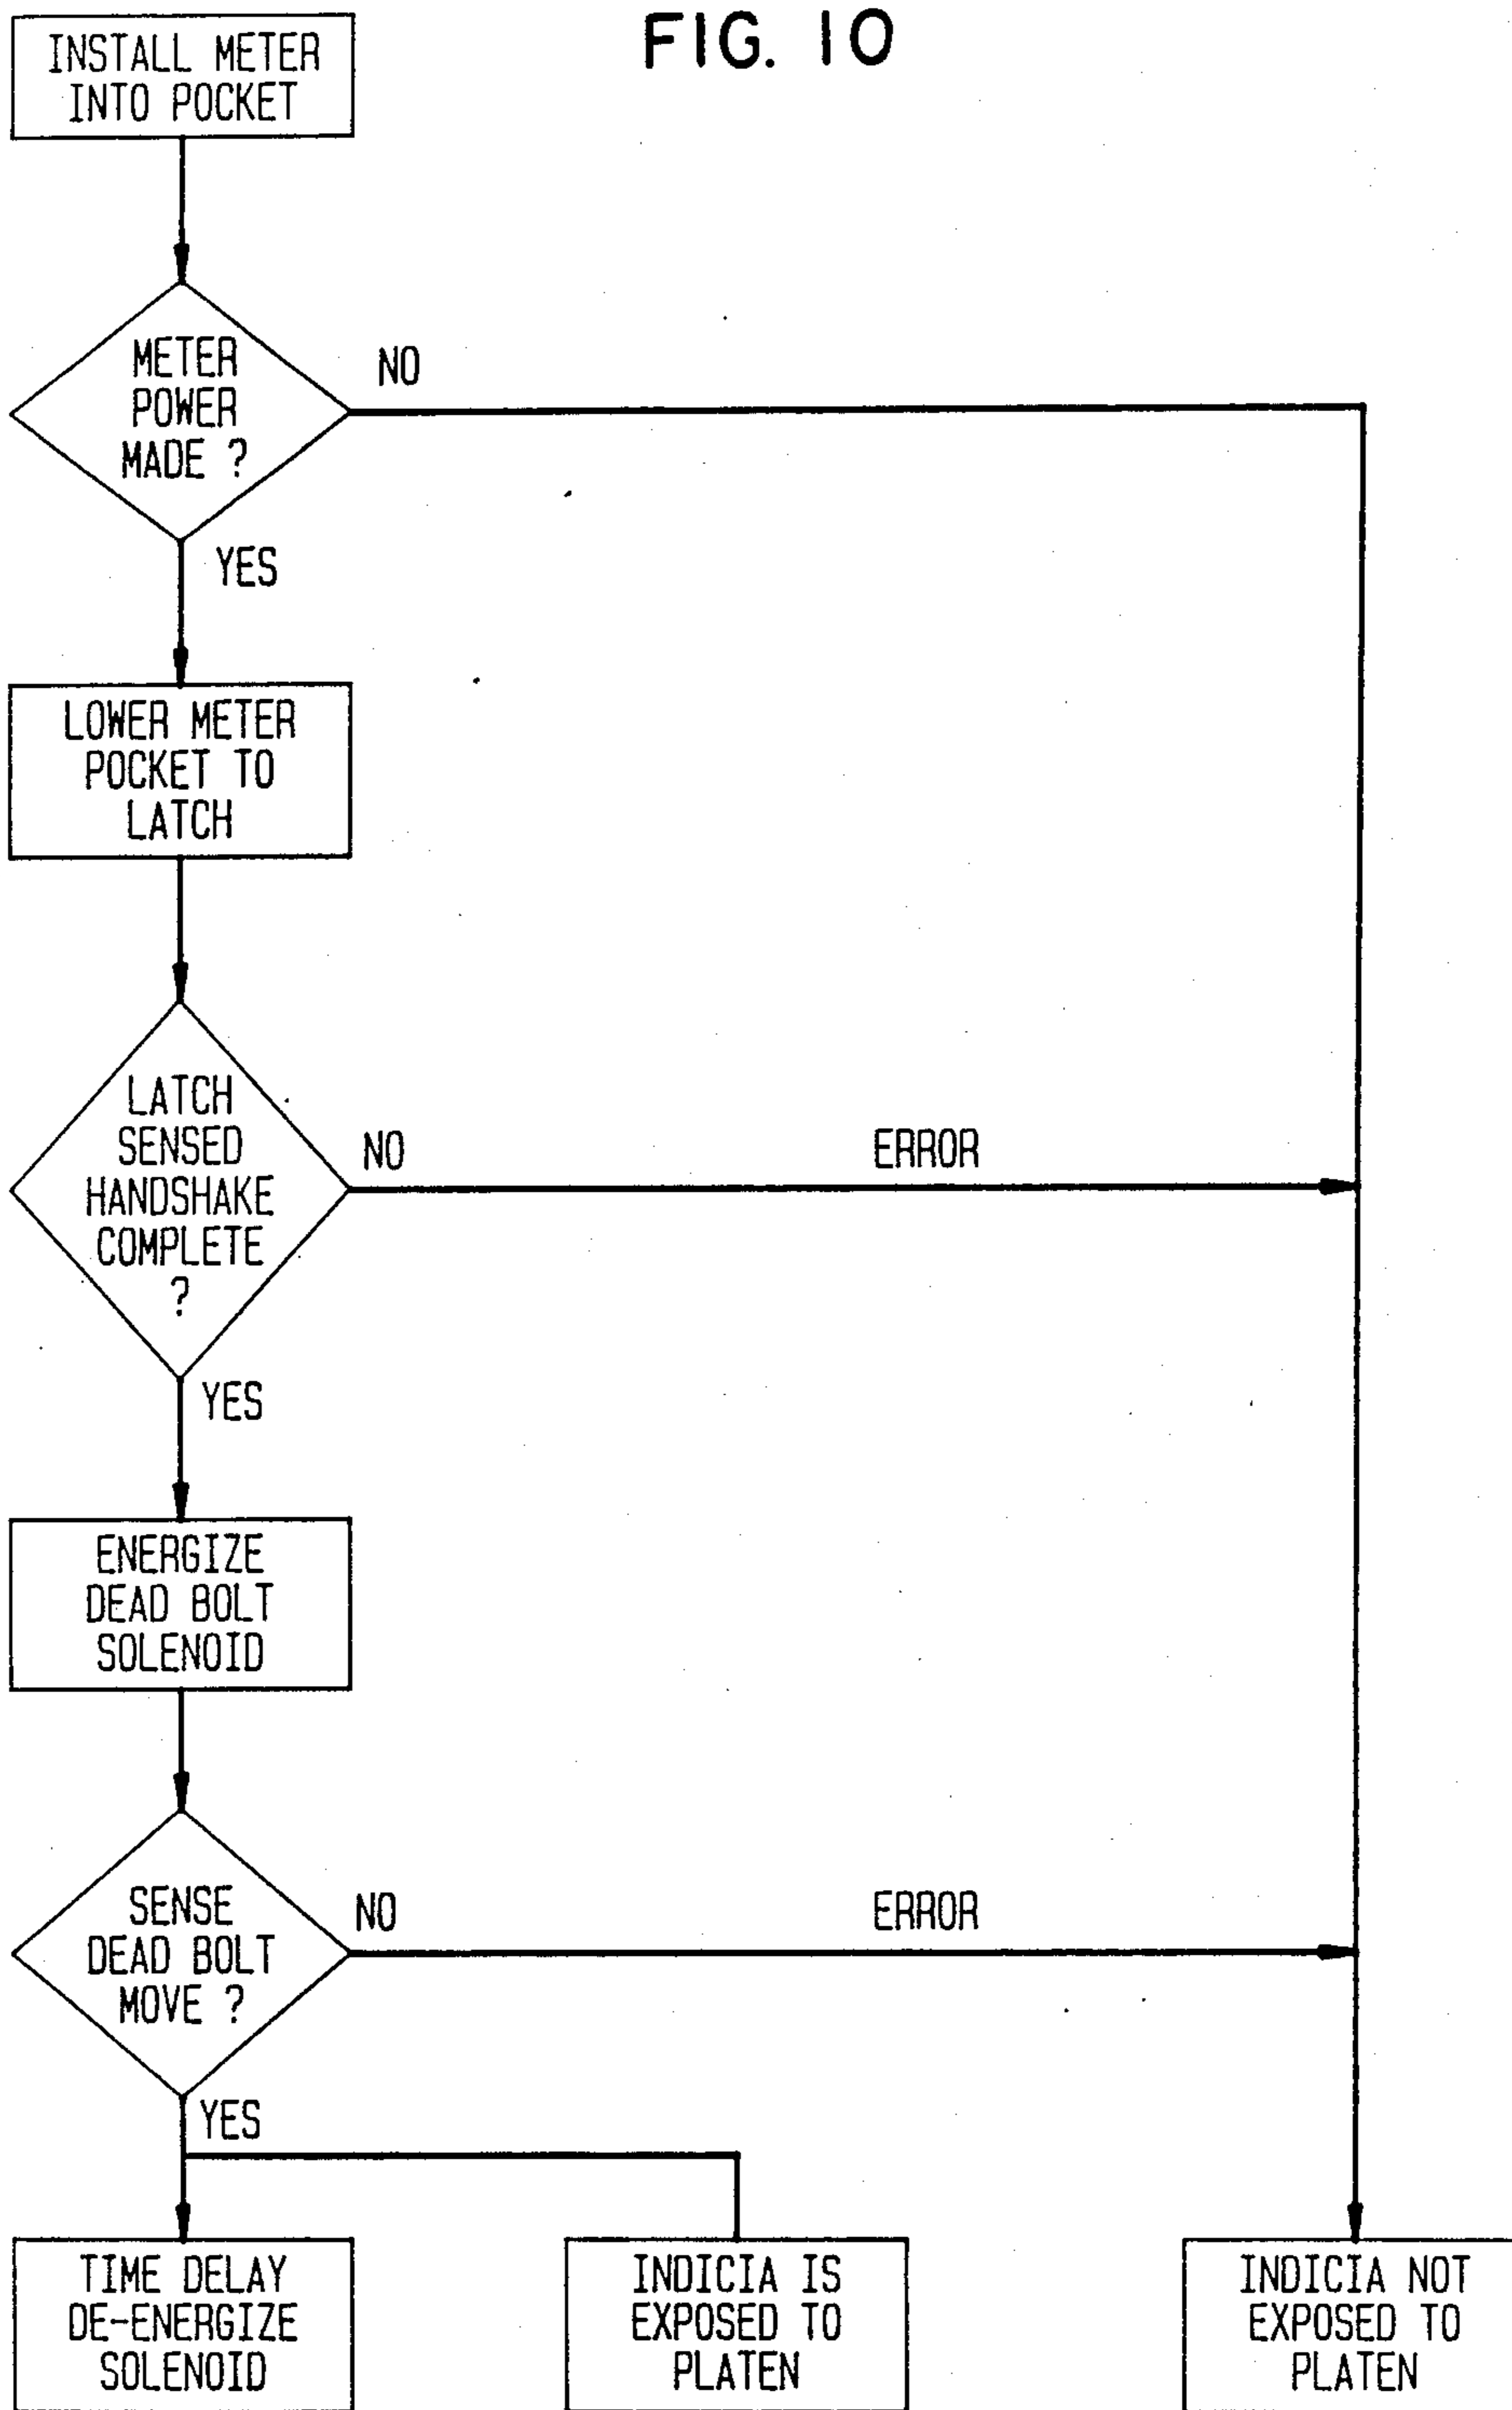 FIG. 10
INSTALL METER
INTO POCKET
METER
POWER
MADE ?
NO
YES
LOWER METER
POCKET TO
LATCH
LATCH
SENSED
HANDSHAKE
COMPLETE
?
NO
ERROR
YES
ENERGIZE
DEAD BOLT
SOLENOID
SENSE
DEAD BOLT
MOVE ?
NO
ERROR
YES
TIME DELAY
DE-ENERGIZE
SOLENOID
INDICIA IS
EXPOSED TO
PLATEN
INDICIA NOT
EXPOSED TO
PLATEN